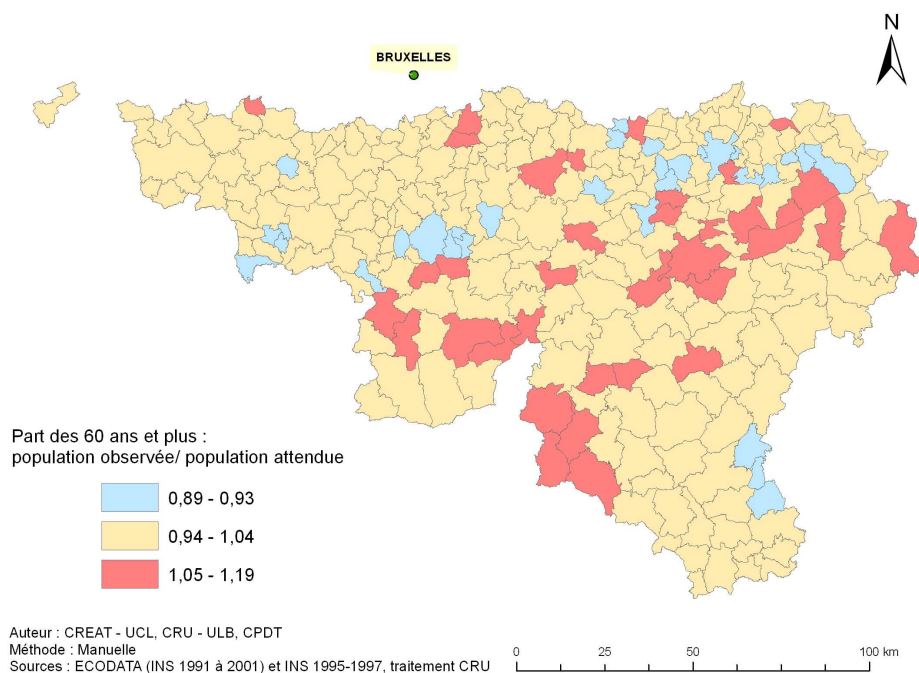 N
BRUXELLES
Part des 60 ans et plus :
population observée/ population attendue
0,89 - 0,93
0,94 - 1,04
1,05 - 1,19
Auteur : CREAT - UCL, CRU - ULB, CPDT
Méthode : Manuelle
Sources : ECODATA (INS 1991 à 2001) et INS 1995-1997, traitement CRU
0 25 50 100 km